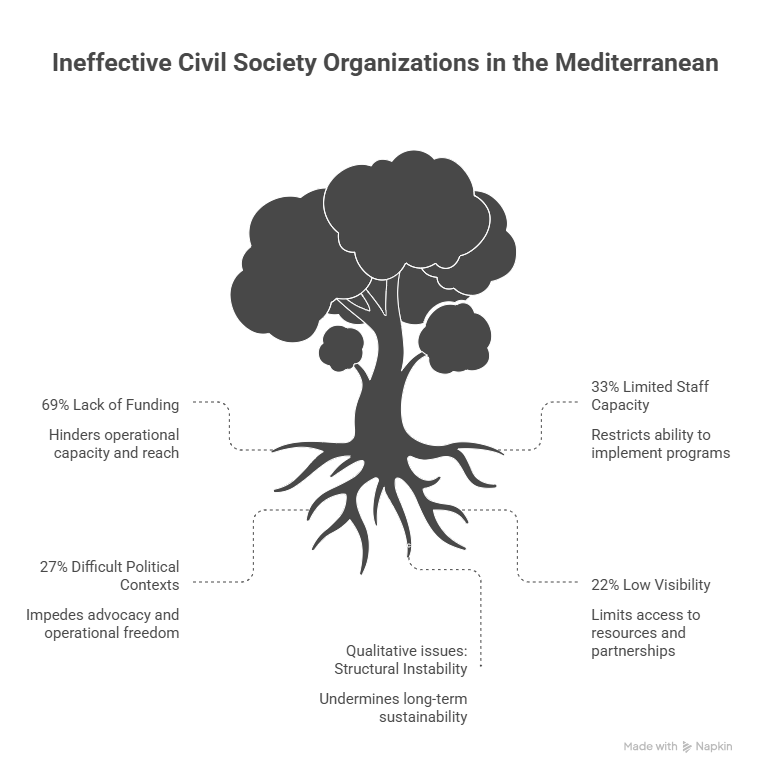 Ineffective Civil Society Organizations in the Mediterranean
69% Lack of Funding
Hinders operational
capacity and reach
33% Limited Staff
Capacity
Restricts ability to
implement programs
27% Difficult Political
Contexts
Impedes advocacy and
operational freedom
22% Low Visibility
Limits access to
resources and
partnerships
Qualitative issues:
Structural Instability
Undermines long-term
sustainability
Made with Napkin